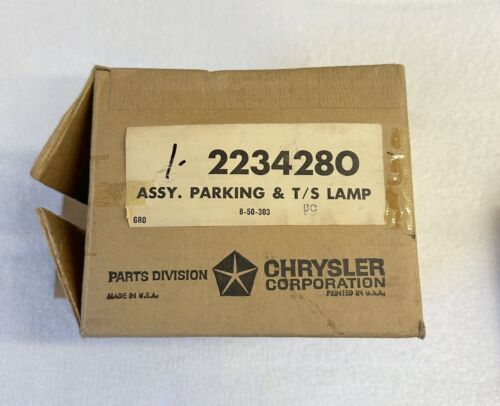 1. 2234280
ASSY. PARKING & T/S LAMP
GRO 8-50-303 UC
PARTS DIVISION CHRYSLER CORPORATION
MADE IN U.S.A. PRINTED IN U.S.A.